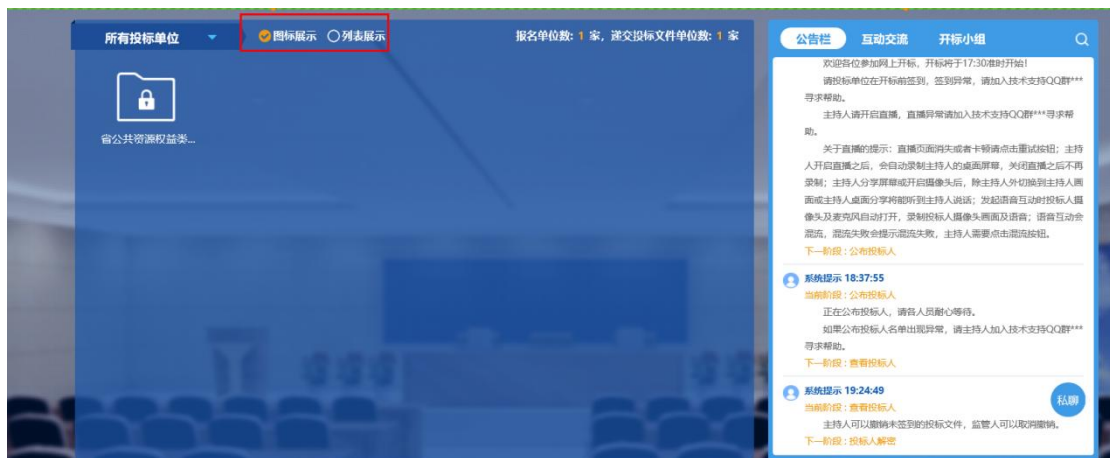 所有投标单位
图标展示 列表展示
报名单位数: 1 家, 递交投标文件单位数: 1 家
省公共资源权益类...
公告栏 互动交流 开标小组
欢迎各位参加网上开标，开标将于17:30准时开始!
请投标单位在开标前签到，签到异常，请加入技术支持QQ群***
寻求帮助。
主持人请开启直播，直播异常请加入技术支持QQ群***寻求帮
助。
关于直播的提示：直播页面消失或者卡顿请点击重试按钮；主持
人开启直播之后，会自动录制主持人的桌面屏幕，关闭直播之后不再
录制；主持人分享屏幕或开启摄像头后，除主持人外切换到主持人画
面或主持人桌面分享将能听到主持人说话；发起语音互动时投标人摄
像头及麦克风自动打开，录制投标人摄像头画面及语音；语音互动会
混流，混流失败会提示混流失败，主持人需要点击混流按钮。
下一阶段：公布投标人
系统提示 18:37:55
当前阶段：公布投标人
正在公布投标人，请各人员耐心等待。
如果公布投标人名单出现异常，请主持人加入技术支持QQ群***
寻求帮助。
下一阶段：查看投标人
系统提示 19:24:49
当前阶段：查看投标人
主持人可以撤销未签到的投标文件，监管人可以取消撤销。
下一阶段：投标人解密
私聊